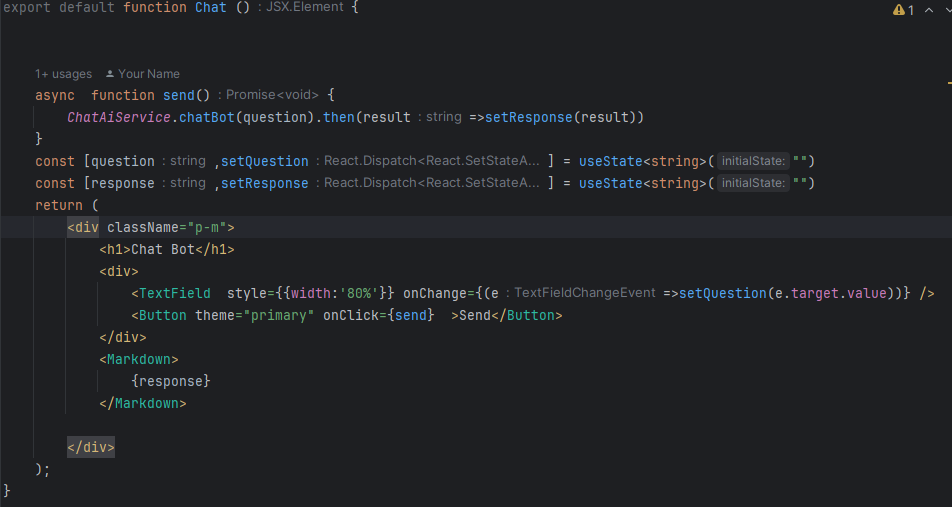 export default function Chat () : JSX.Element {
1+ usages Your Name
async  function send() : Promise<void> {
    ChatAiService.chatBot(question).then(result : string =>setResponse(result))
}
const [question : string ,setQuestion : React.Dispatch<React.SetStateA... ] = useState<string>( initialState: "")
const [response : string ,setResponse : React.Dispatch<React.SetStateA... ] = useState<string>( initialState: "")
return (
    <div className="p-m">
        <h1>Chat Bot</h1>
        <div>
            <TextField  style={{width:'80%'}} onChange={(e : TextFieldChangeEvent =>setQuestion(e.target.value))} />
            <Button theme="primary" onClick={send}  >Send</Button>
        </div>
        <Markdown>
            {response}
        </Markdown>
    </div>
);
}
1